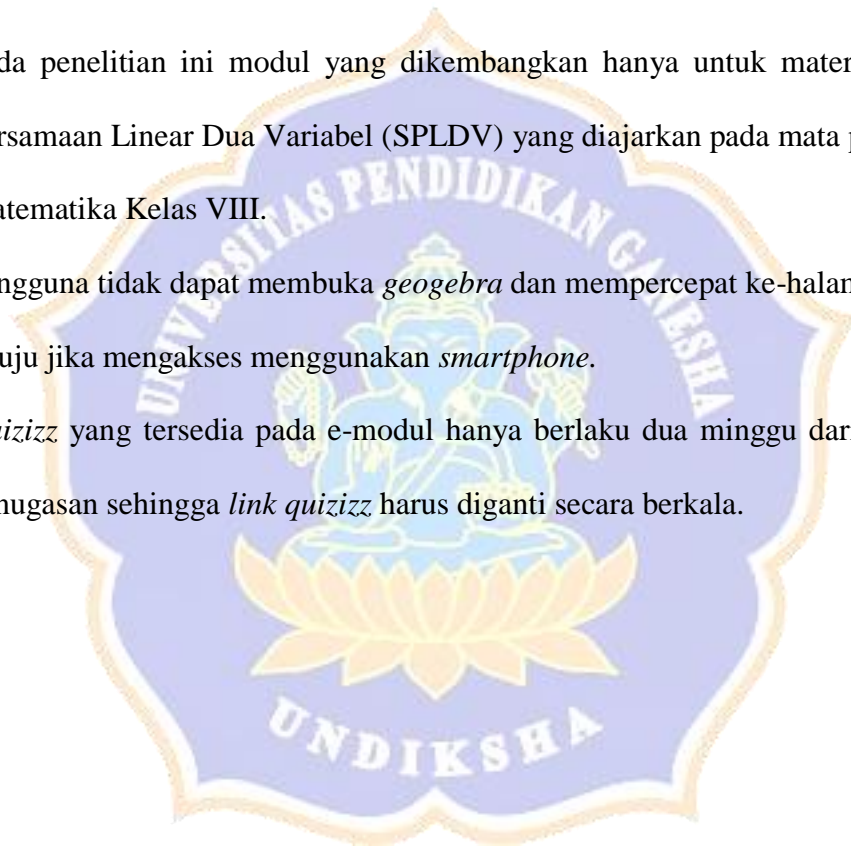 da penelitian ini modul yang dikembangkan hanya untuk mater
ersamaan Linear Dua Variabel (SPLDV) yang diajarkan pada mata p
atematika Kelas VIII.
ngguna tidak dapat membuka geogebra dan mempercepat ke-halan
uju jika mengakses menggunakan smartphone.
uizizz yang tersedia pada e-modul hanya berlaku dua minggu dar
nugasan sehingga link quizizz harus diganti secara berkala.
UNIVERSITAS PENDIDIKAN GANESHA
UNDIKSHA